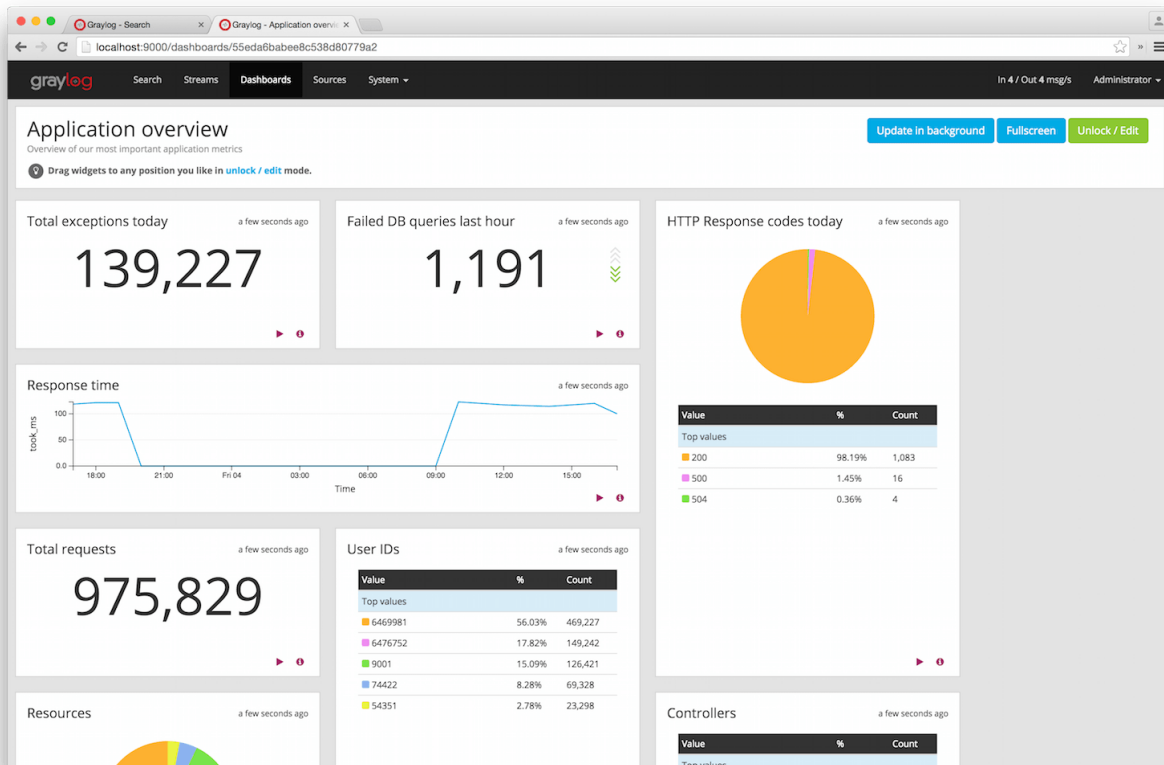 Graylog - Search
Graylog - Application overvi
localhost:9000/dashboards/55eda6babee8c538d80779a2
graylog Search Streams Dashboards Sources System In 4 / Out 4 msg/s Administrator
Application overview
Overview of our most important application metrics
Drag widgets to any position you like in unlock / edit mode.
Update in background Fullscreen Unlock / Edit
Total exceptions today a few seconds ago
139,227
Failed DB queries last hour a few seconds ago
1,191
HTTP Response codes today a few seconds ago
Value % Count
Top values
200 98.19% 1,083
500 1.45% 16
504 0.36% 4
Response time a few seconds ago
took_ms
100
50
0.0
18:00 21:00 Fri 04 03:00 06:00 09:00 12:00 15:00
Time
Total requests a few seconds ago
975,829
User IDs a few seconds ago
Value % Count
Top values
6469981 56.03% 469,227
6476752 17.82% 149,242
9001 15.09% 126,421
74422 8.28% 69,328
54351 2.78% 23,298
Resources a few seconds ago
Controllers a few seconds ago
Value % Count
Top values